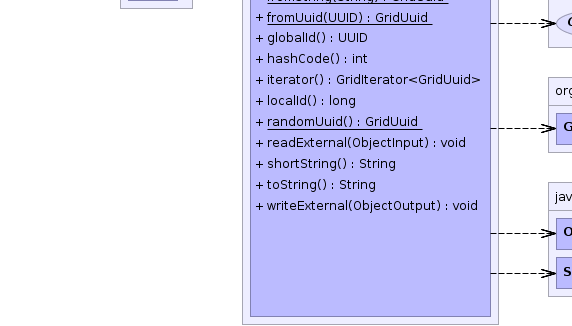 + fromUuid(UUID) : GridUuid
+ globalId() : UUID
+ hashCode() : int
+ iterator() : GridIterator<GridUuid>
+ localId() : long
+ randomUuid() : GridUuid
+ readExternal(ObjectInput) : void
+ shortString() : String
+ toString() : String
+ writeExternal(ObjectOutput) : void
org
G
jav
O
S